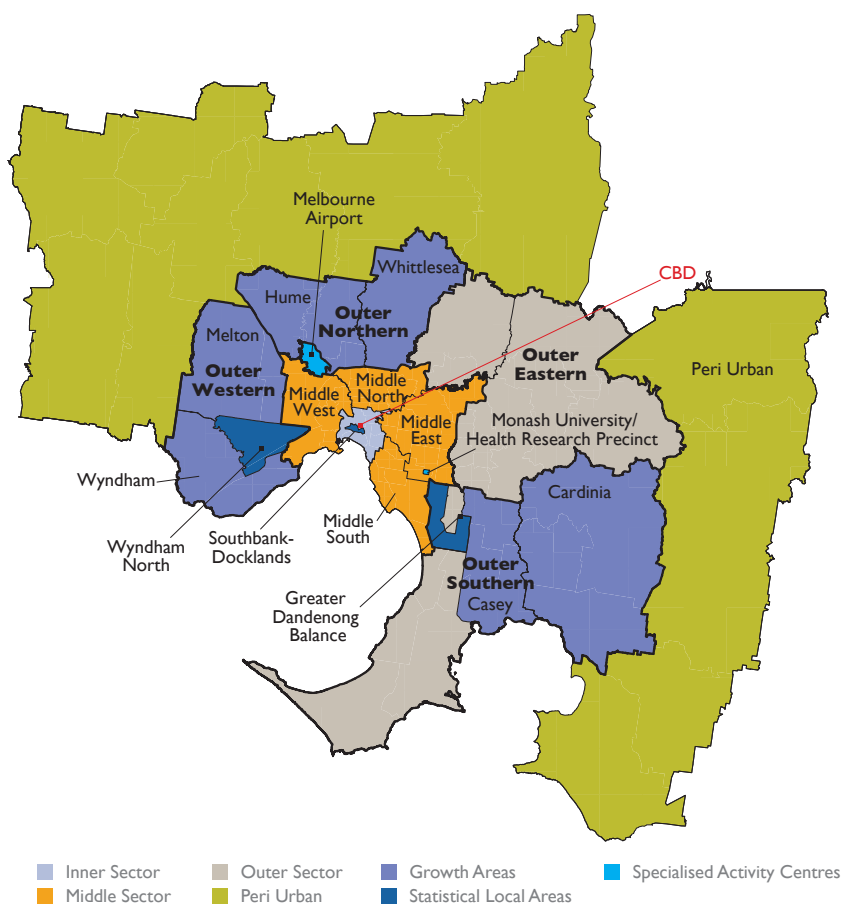 Melbourne
Airport
CBD
Whittlesea
Hume
Outer
Northern
Melton
Outer
Western
Outer
Eastern
Peri Urban
Middle
North
Middle
West
Middle
East
Monash University/
Health Research Precinct
Wyndham
Cardinia
Wyndham
North
Southbank-
Docklands
Middle
South
Outer
Southern
Casey
Greater
Dandenong
Balance
Inner Sector
Outer Sector
Growth Areas
Specialised Activity Centres
Middle Sector
Peri Urban
Statistical Local Areas